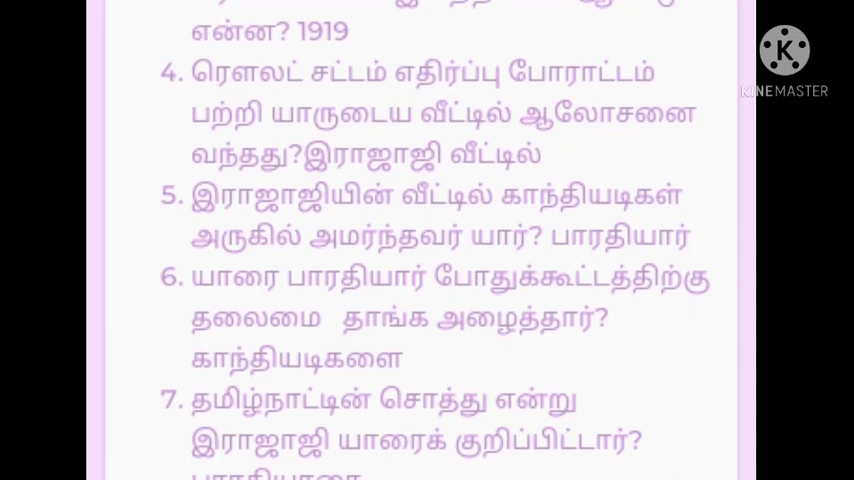 என்ன? 1919
4. ரௌலட் சட்டம் எதிர்ப்பு போராட்டம்
பற்றி யாருடைய வீட்டில் ஆலோசனை
வந்தது?இராஜாஜி வீட்டில்
5. இராஜாஜியின் வீட்டில் காந்தியடிகள்
அருகில் அமர்ந்தவர் யார்? பாரதியார்
6. யாரை பாரதியார் போதுக்கூட்டத்திற்கு
தலைமை தாங்க அழைத்தார்?
காந்தியடிகளை
7. தமிழ்நாட்டின் சொத்து என்று
இராஜாஜி யாரைக் குறிப்பிட்டார்?
பாரதியாரை
K
KINEMASTER